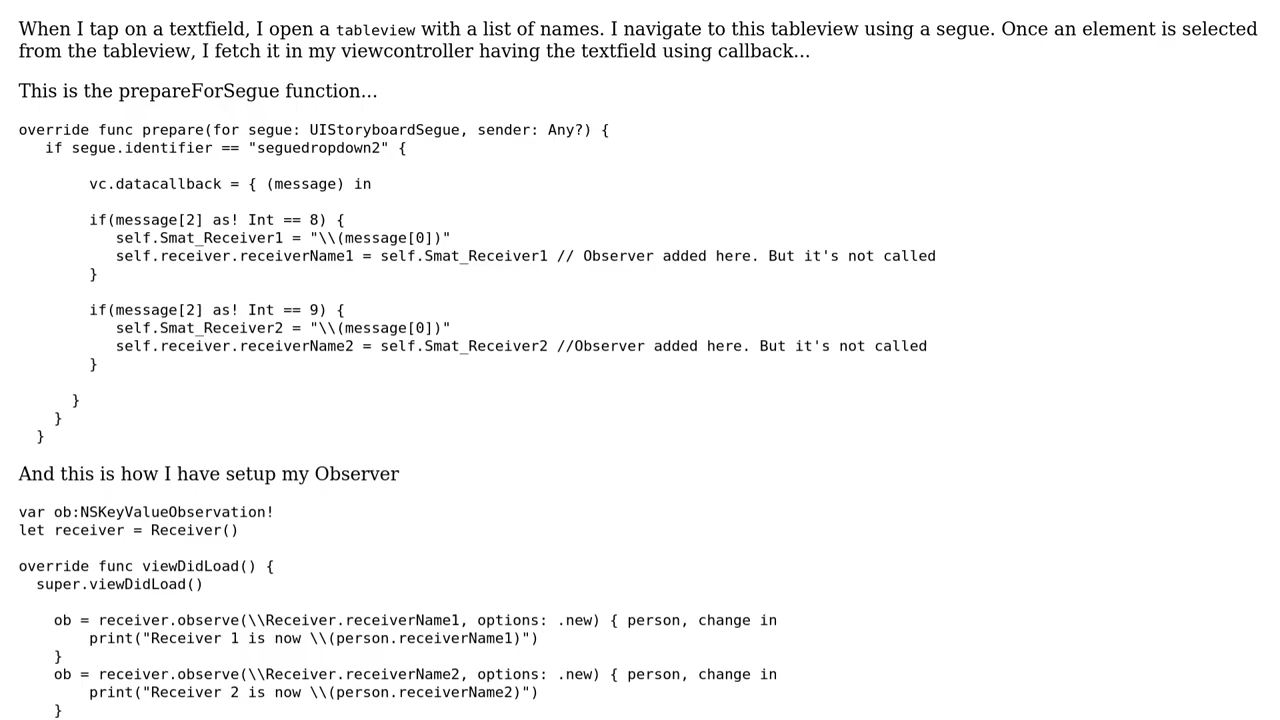 When I tap on a textfield, I open a tableview with a list of names. I navigate to this tableview using a segue. Once an element is selected
from the tableview, I fetch it in my viewcontroller having the textfield using callback...
This is the prepareForSegue function...
override func prepare(for segue: UIStoryboardSegue, sender: Any?) {
   if segue.identifier == "seguedropdown2" {
        vc.datacallback = { (message) in
        if(message[2] as! Int == 8) {
           self.Smat_Receiver1 = "\\(message[0])"
           self.receiver.receiverName1 = self.Smat_Receiver1 // Observer added here. But it's not called
        }
        if(message[2] as! Int == 9) {
           self.Smat_Receiver2 = "\\(message[0])"
           self.receiver.receiverName2 = self.Smat_Receiver2 //Observer added here. But it's not called
        }
      }
    }
  }
And this is how I have setup my Observer
var ob:NSKeyValueObservation!
let receiver = Receiver()
override func viewDidLoad() {
  super.viewDidLoad()
    ob = receiver.observe(\\Receiver.receiverName1, options: .new) { person, change in
        print("Receiver 1 is now \\(person.receiverName1)")
    }
    ob = receiver.observe(\\Receiver.receiverName2, options: .new) { person, change in
        print("Receiver 2 is now \\(person.receiverName2)")
    }